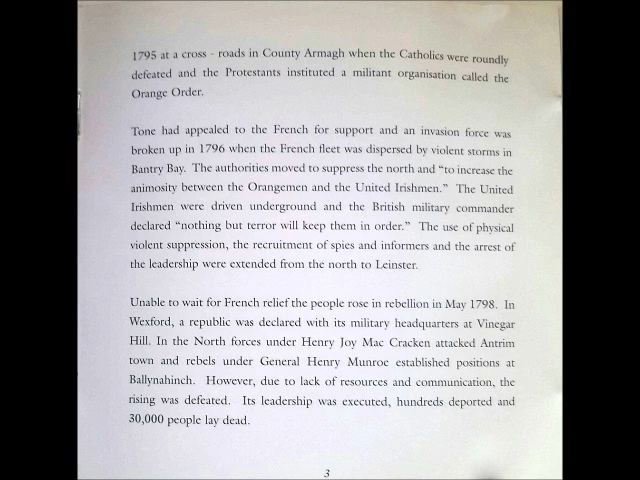 1795 at a cross - roads in County Armagh when the Catholics were roundly
defeated and the Protestants instituted a militant organisation called the
Orange Order.
Tone had appealed to the French for support and an invasion force was
broken up in 1796 when the French fleet was dispersed by violent storms in
Bantry Bay. The authorities moved to suppress the north and “to increase the
animosity between the Orangemen and the United Irishmen.” The United
Irishmen were driven underground and the British military commander
declared “nothing but terror will keep them in order.” The use of physical
violent suppression, the recruitment of spies and informers and the arrest of
the leadership were extended from the north to Leinster.
Unable to wait for French relief the people rose in rebellion in May 1798. In
Wexford, a republic was declared with its military headquarters at Vinegar
Hill. In the North forces under Henry Joy Mac Cracken attacked Antrim
town and rebels under General Henry Munroe established positions at
Ballynahinch. However, due to lack of resources and communication, the
rising was defeated. Its leadership was executed, hundreds deported and
30,000 people lay dead.
3